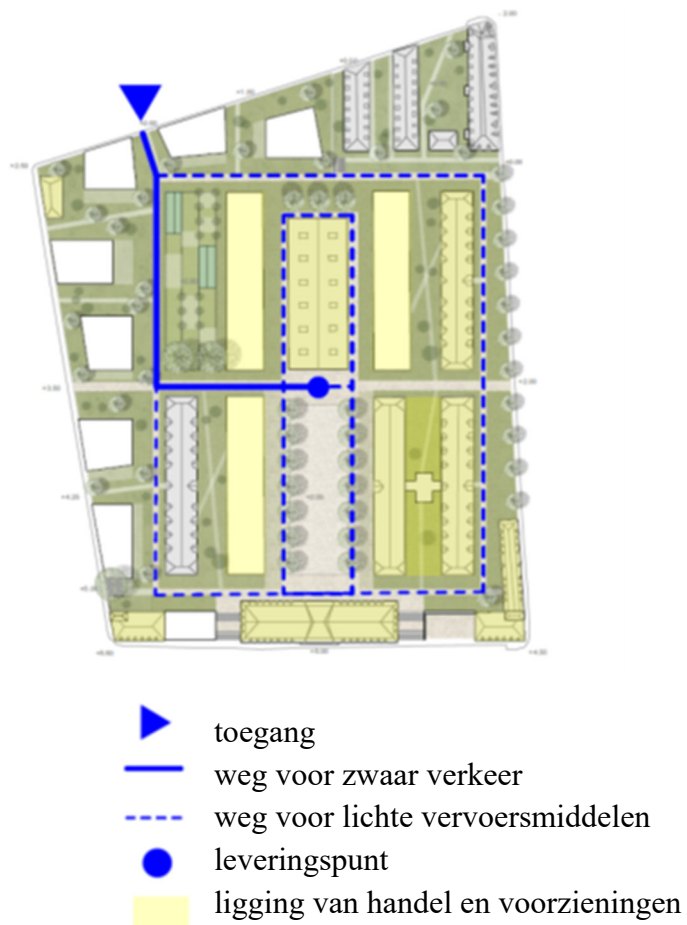 toegang
weg voor zwaar verkeer
weg voor lichte vervoersmiddelen
leveringspunt
ligging van handel en voorzieningen